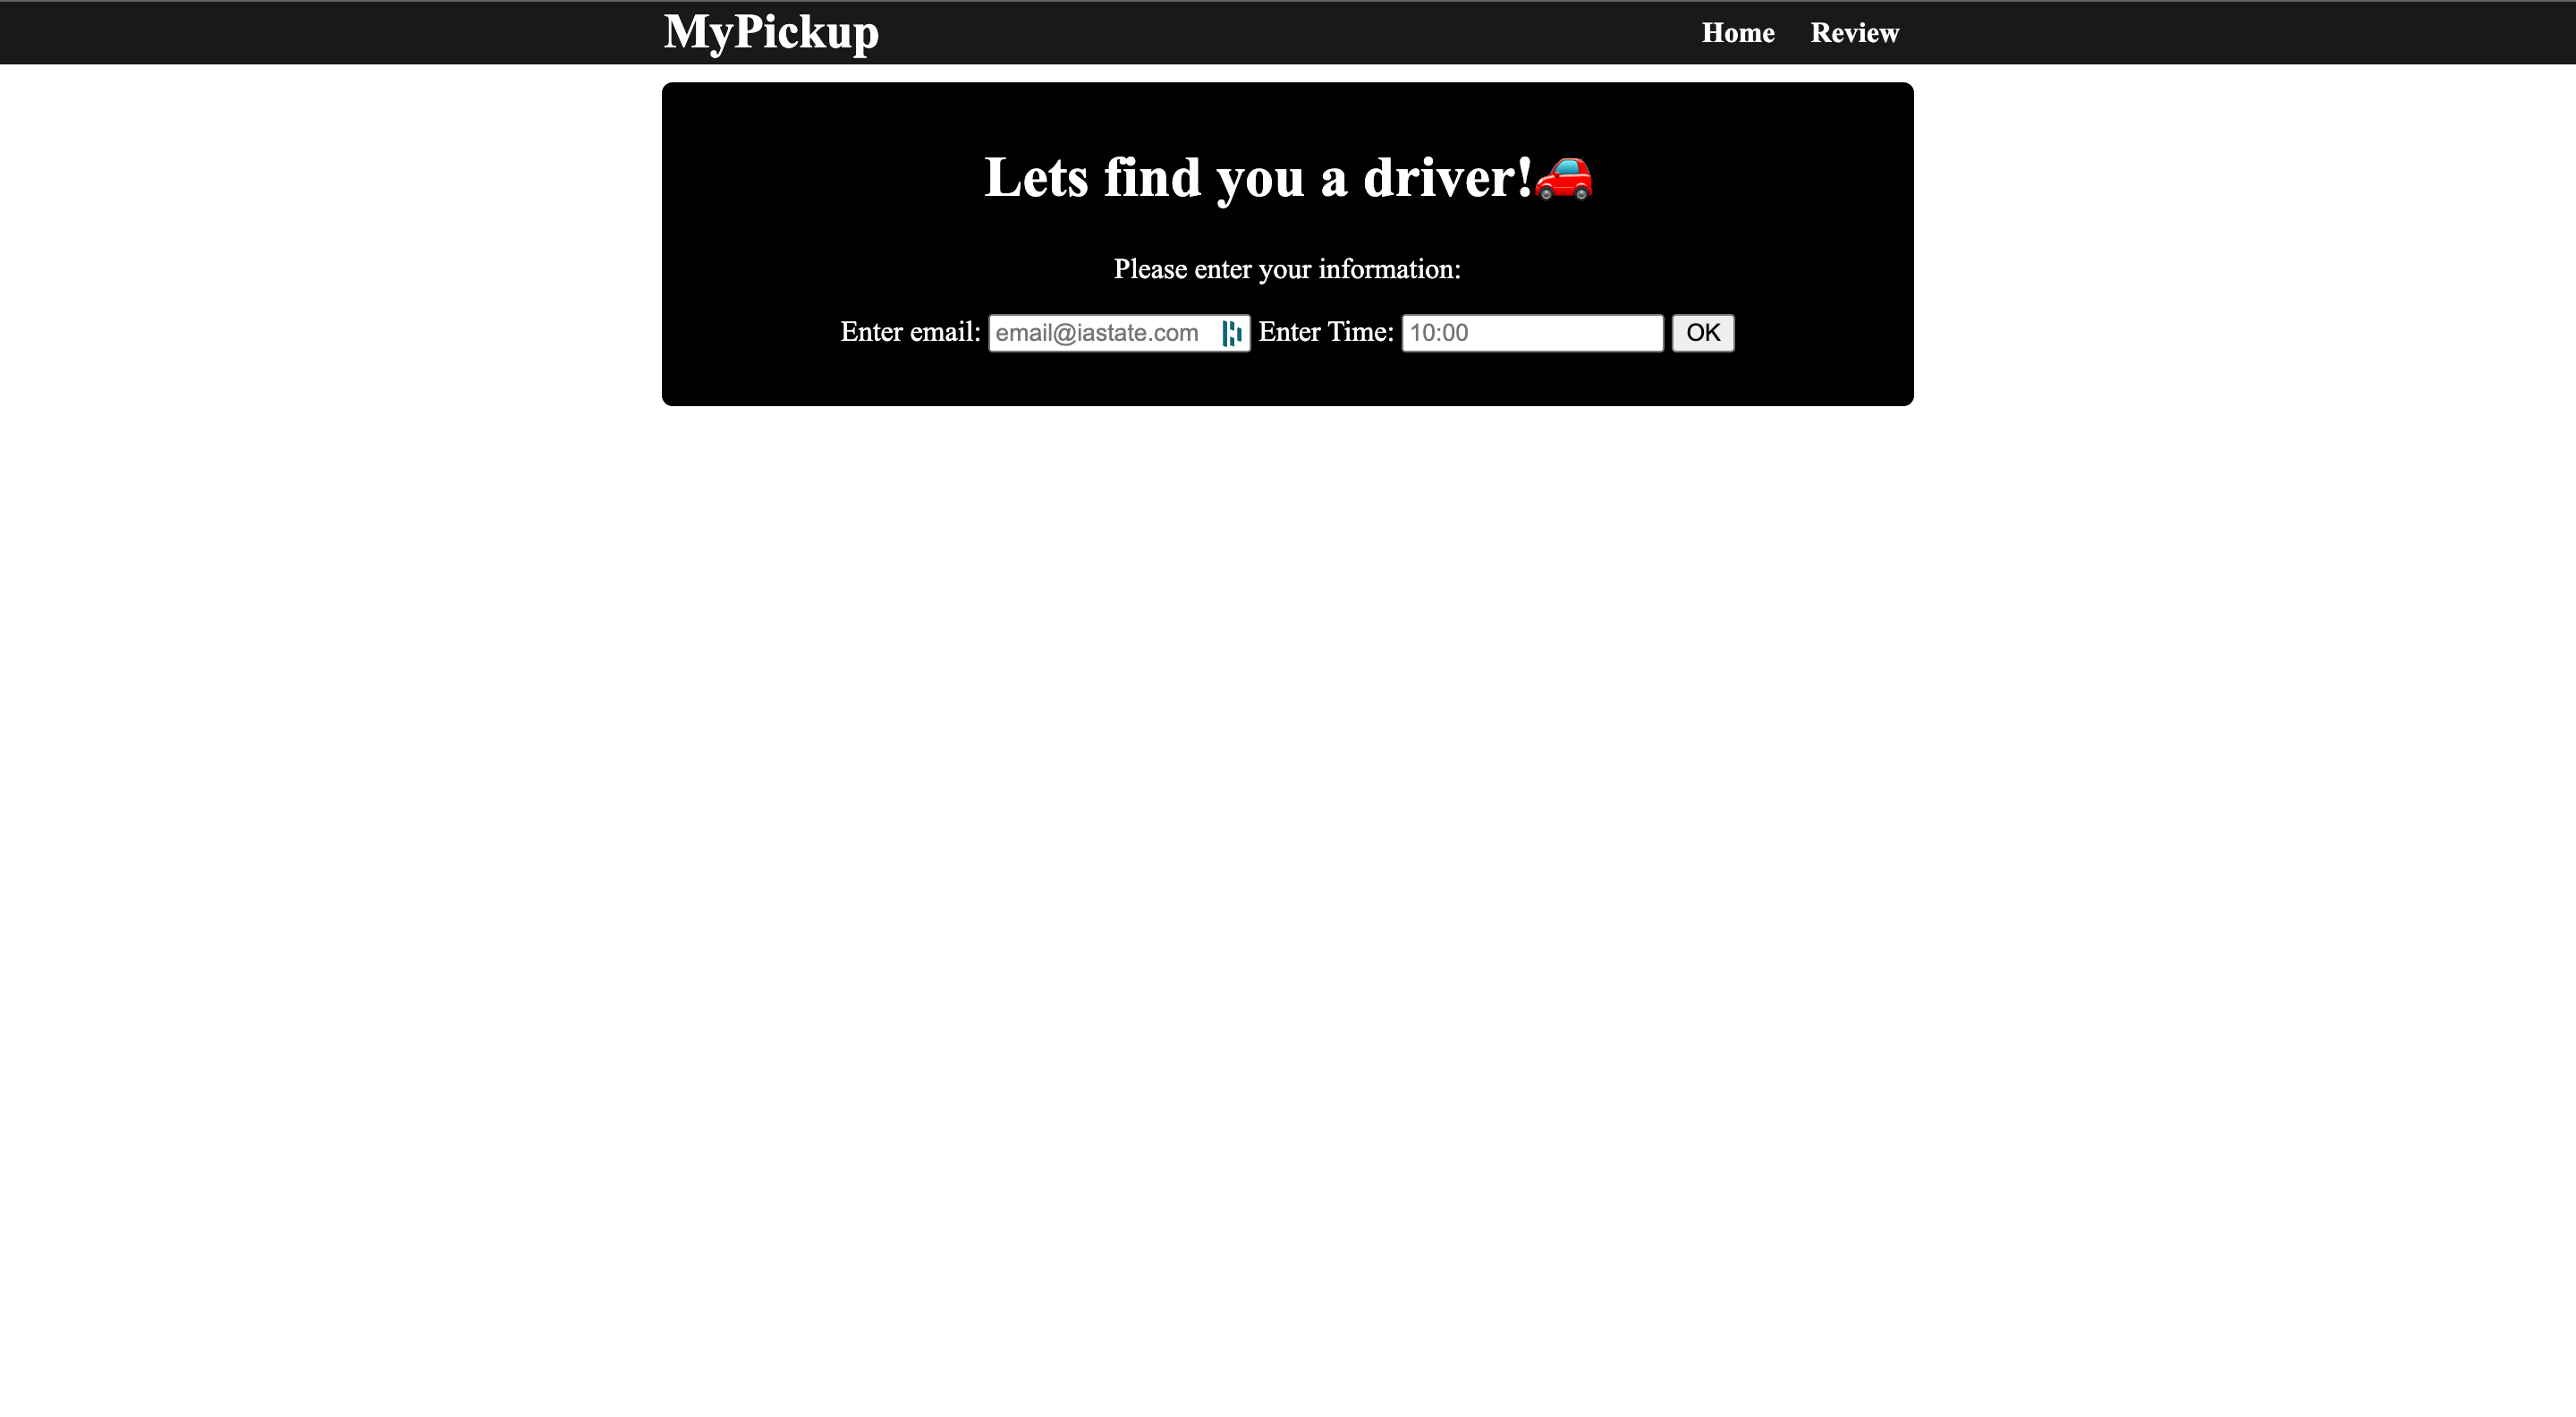 MyPickup Home Review
Lets find you a driver!🚗
Please enter your information:
Enter email: email@iastate.com Enter Time: 10:00 OK